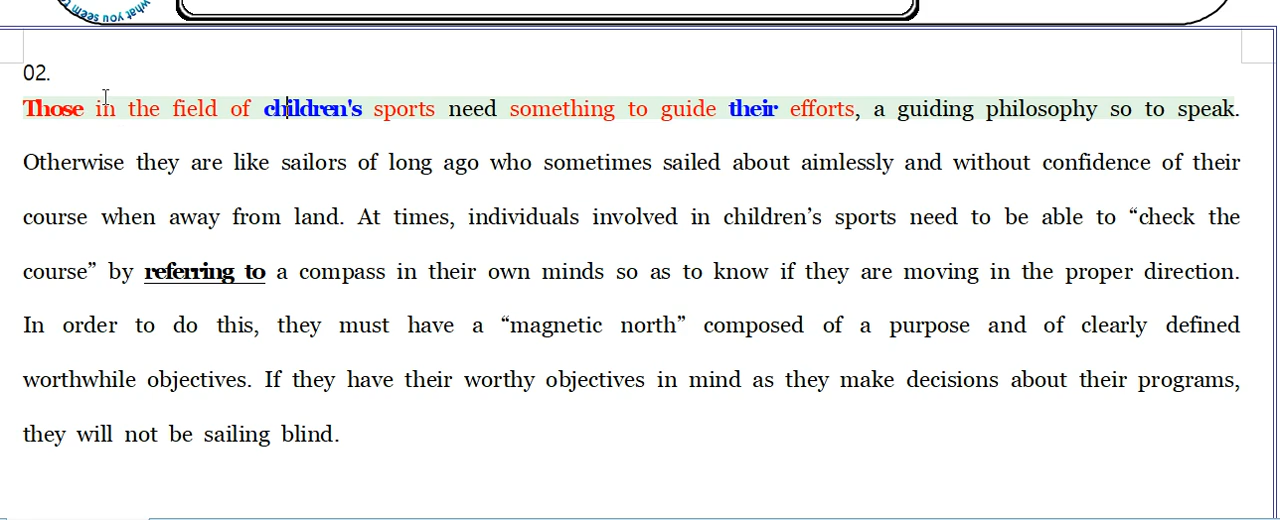 what you seem
02.
Those in the field of children's sports need something to guide their efforts, a guiding philosophy so to speak.
Otherwise they are like sailors of long ago who sometimes sailed about aimlessly and without confidence of their
course when away from land. At times, individuals involved in children’s sports need to be able to “check the
course” by referring to a compass in their own minds so as to know if they are moving in the proper direction.
In order to do this, they must have a “magnetic north” composed of a purpose and of clearly defined
worthwhile objectives. If they have their worthy objectives in mind as they make decisions about their programs,
they will not be sailing blind.